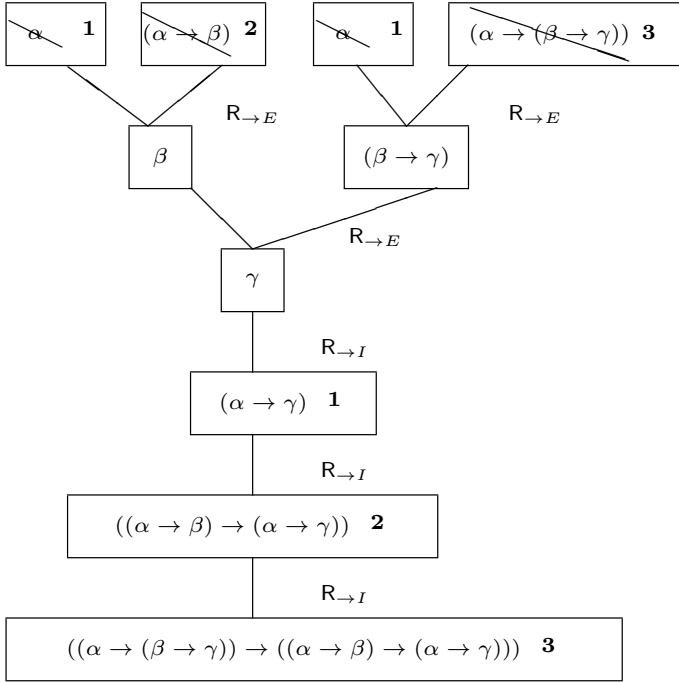 α 1 (α → β) 2 α 1 (α → (β → γ)) 3
R→E R→E
β (β → γ)
R→E
γ
R→I
(α → γ) 1
R→I
((α → β) → (α → γ)) 2
R→I
((α → (β → γ)) → ((α → β) → (α → γ))) 3